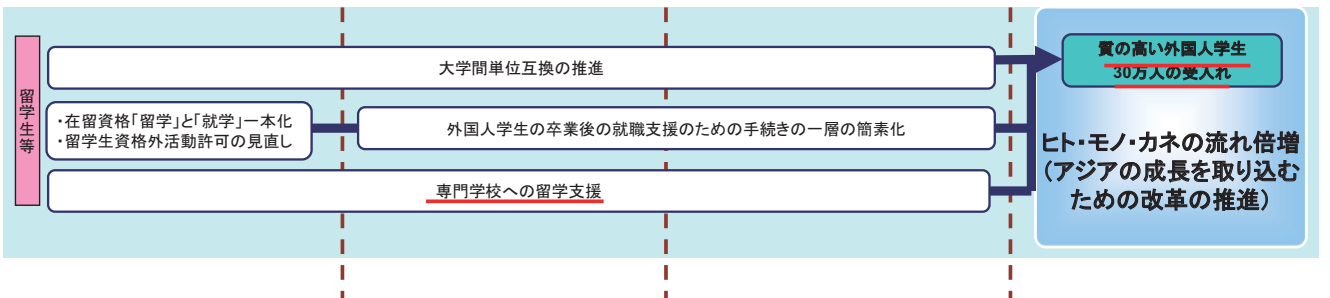 留学生等
大学間単位互換の推進
・在留資格「留学」と「就学」一本化
・留学生資格外活動許可の見直し
外国人学生の卒業後の就職支援のための手続きの一層の簡素化
専門学校への留学支援
質の高い外国人学生
30万人の受入れ
ヒト・モノ・カネの流れ倍増
(アジアの成長を取り込む
ための改革の推進)